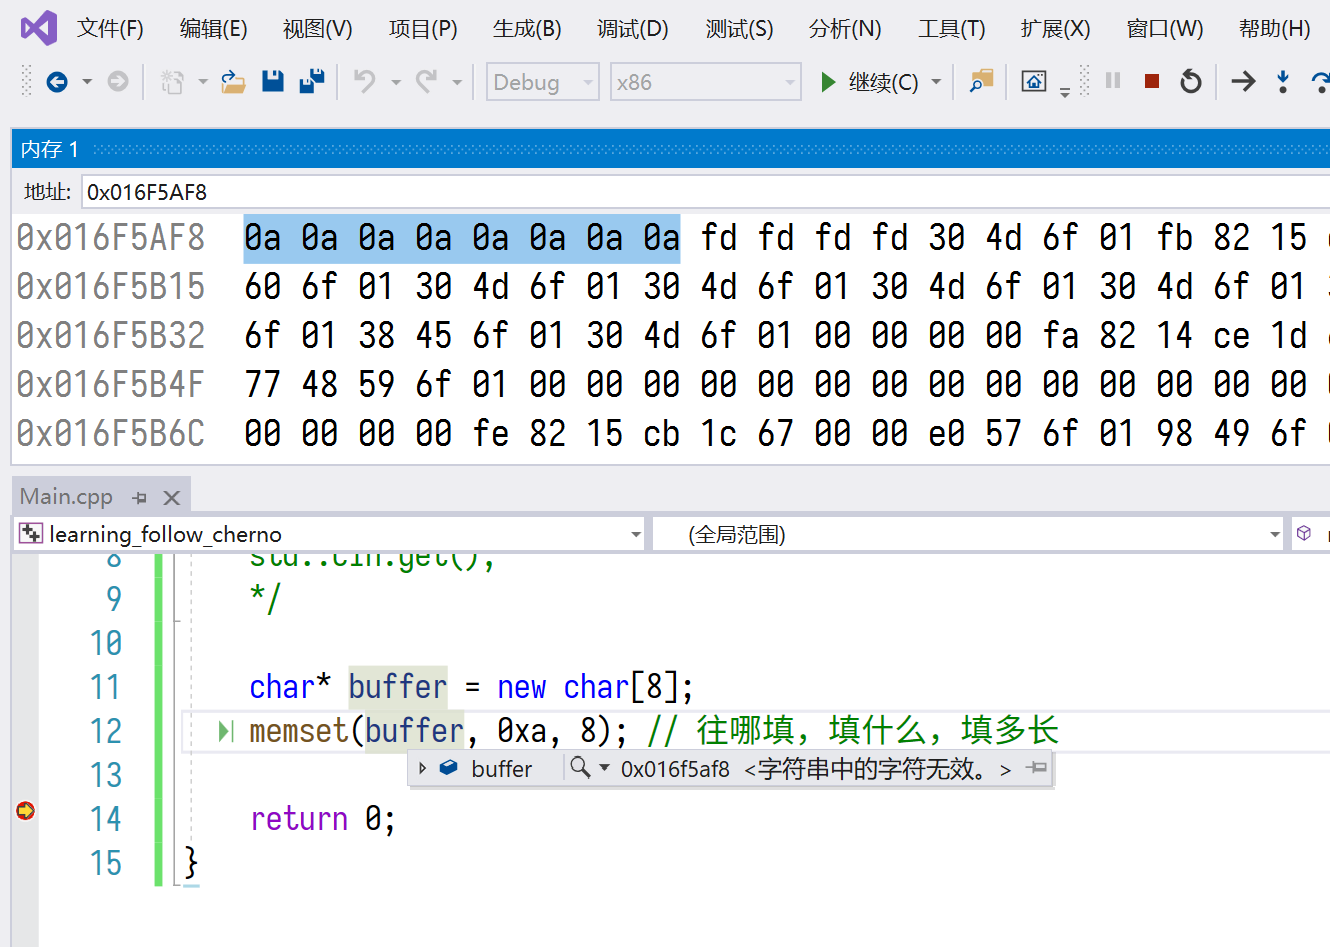 文件(F) 编辑(E) 视图(V) 项目(P) 生成(B) 调试(D) 测试(S) 分析(N) 工具(T) 扩展(X) 窗口(W) 帮助(H)
Debug x86 继续(C)
内存 1
地址: 0x016F5AF8
0x016F5AF8 0a 0a 0a 0a 0a 0a 0a 0a fd fd fd fd 30 4d 6f 01 fb 82 15
0x016F5B15 60 6f 01 30 4d 6f 01 30 4d 6f 01 30 4d 6f 01 30 4d 6f 01
0x016F5B32 6f 01 38 45 6f 01 30 4d 6f 01 00 00 00 00 fa 82 14 ce 1d
0x016F5B4F 77 48 59 6f 01 00 00 00 00 00 00 00 00 00 00 00 00 00 00
0x016F5B6C 00 00 00 00 fe 82 15 cb 1c 67 00 00 e0 57 6f 01 98 49 6f
Main.cpp
learning_follow_cherno (全局范围)
8 std::cin.get();
9 */
10
11 char* buffer = new char[8];
12 memset(buffer, 0xa, 8); // 往哪填，填什么，填多长
13 buffer 0x016f5af8 <字符串中的字符无效。>
14 return 0;
15 }